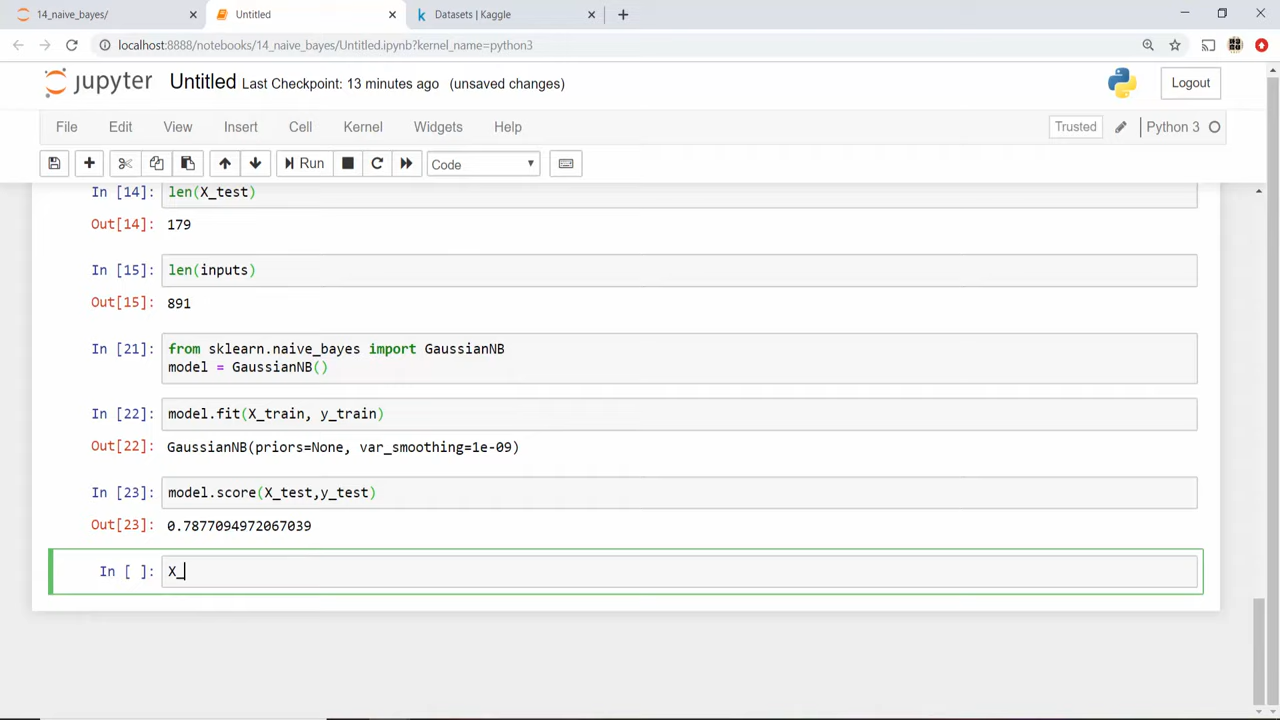 14_naive_bayes/
Untitled
Datasets | Kaggle
localhost:8888/notebooks/14_naive_bayes/Untitled.ipynb?kernel_name=python3
jupyter Untitled Last Checkpoint: 13 minutes ago (unsaved changes)
Logout
File Edit View Insert Cell Kernel Widgets Help
Trusted
Python 3
Run
Code
In [14]: len(X_test)
Out[14]: 179
In [15]: len(inputs)
Out[15]: 891
In [21]: from sklearn.naive_bayes import GaussianNB
model = GaussianNB()
In [22]: model.fit(X_train, y_train)
Out[22]: GaussianNB(priors=None, var_smoothing=1e-09)
In [23]: model.score(X_test,y_test)
Out[23]: 0.7877094972067039
In [ ]: X_